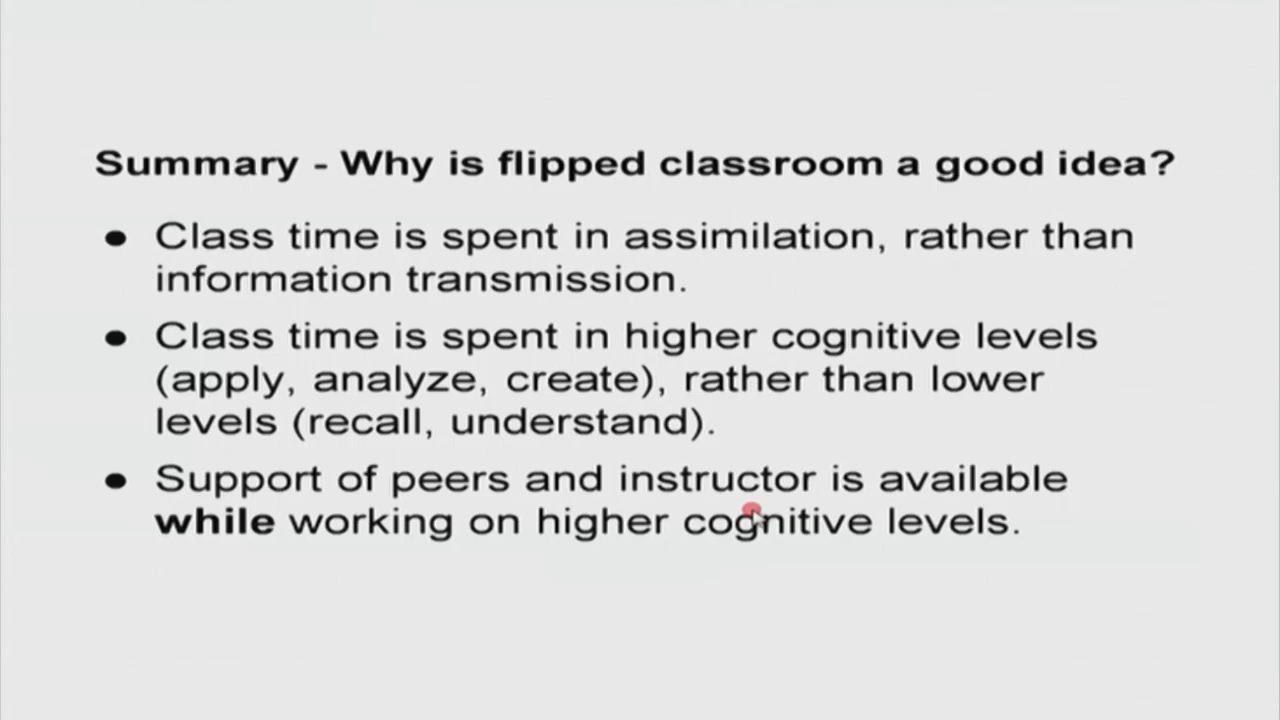 Summary - Why is flipped classroom a good idea?
● Class time is spent in assimilation, rather than
information transmission.
● Class time is spent in higher cognitive levels
(apply, analyze, create), rather than lower
levels (recall, understand).
● Support of peers and instructor is available
while working on higher cognitive levels.